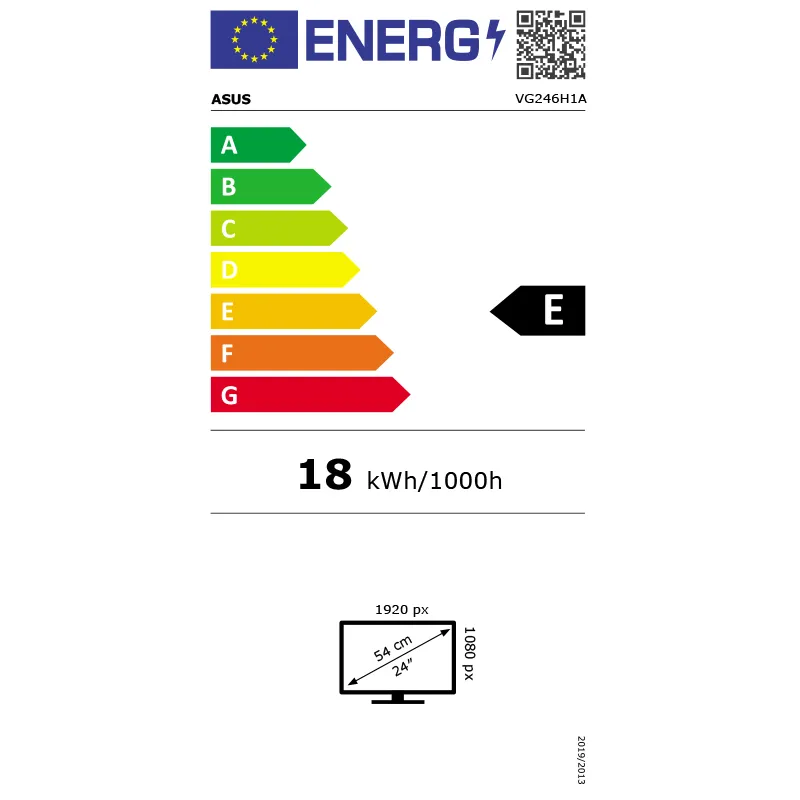 ENERG
ASUS VG246H1A
A
B
C
D
E
E
F
G
18 kWh/1000h
1920 px
1080 px
54 cm
24”
2019/2013